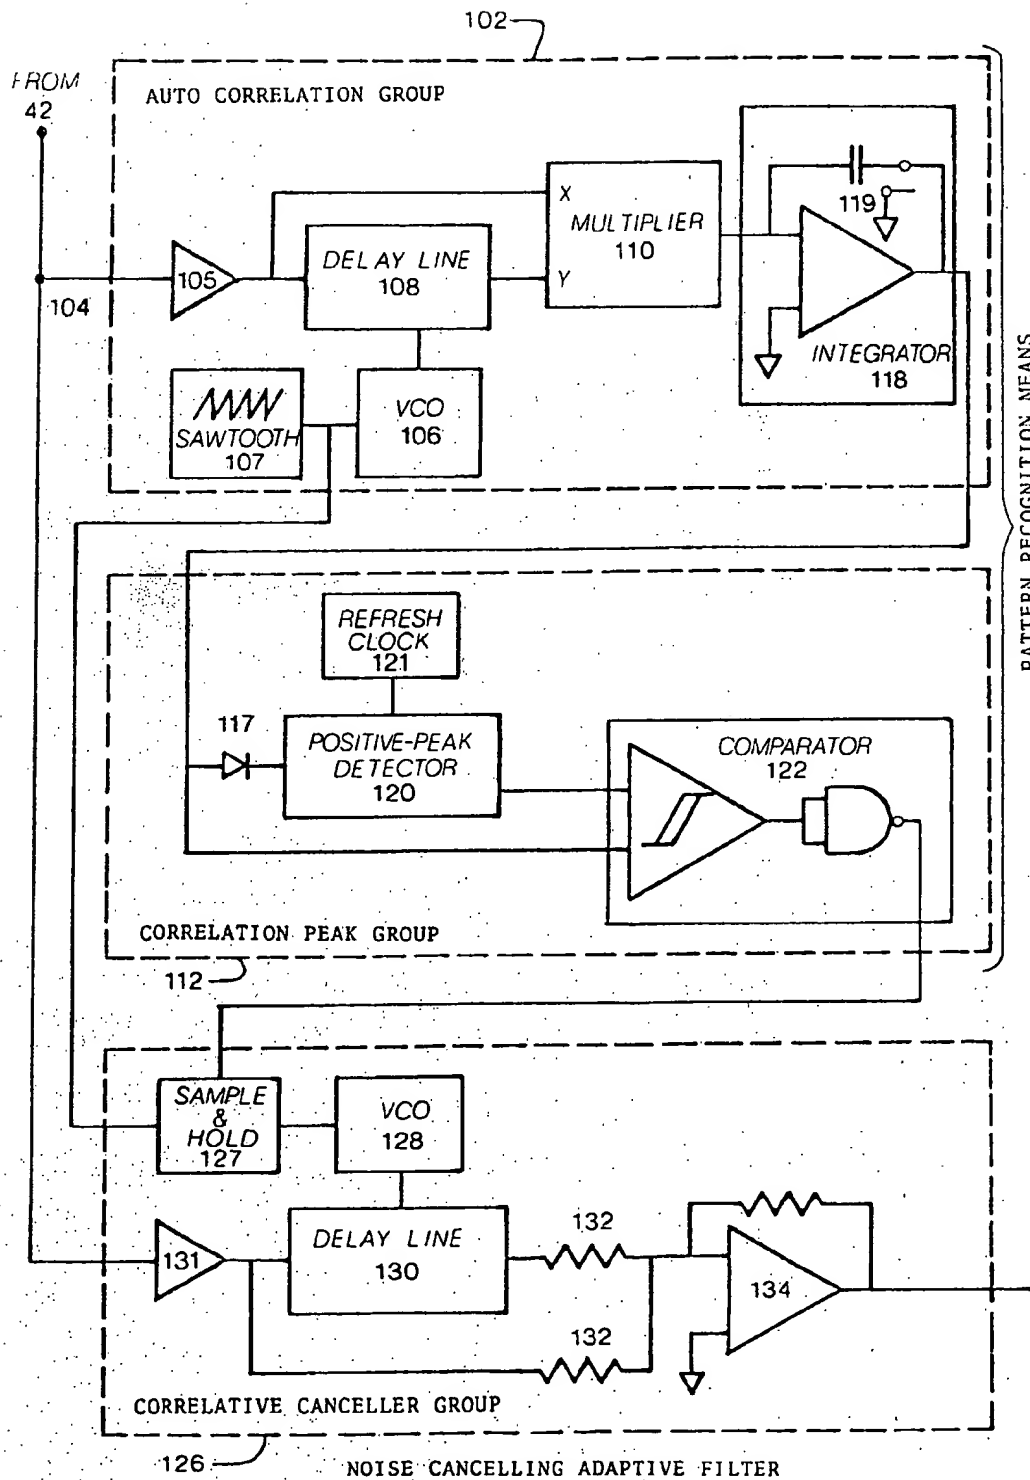 102
FROM
42
AUTO CORRELATION GROUP
X
MULTIPLIER
110
Y
119
105
DELAY LINE
108
104
INTEGRATOR
118
SAWTOOTH
107
VCO
106
PATTERN RECOGNITION MEANS
REFRESH
CLOCK
121
117
POSITIVE-PEAK
DETECTOR
120
COMPARATOR
122
CORRELATION PEAK GROUP
112
SAMPLE
&
HOLD
127
VCO
128
131
DELAY LINE
130
132
132
134
CORRELATIVE CANCELLER GROUP
126
NOISE CANCELLING ADAPTIVE FILTER